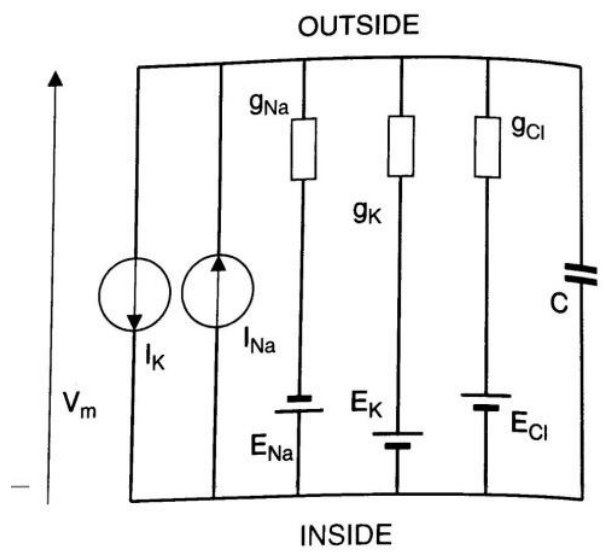 OUTSIDE
gNa
gCl
gK
C
IK
INa
Vm
EK
ECl
ENa
INSIDE